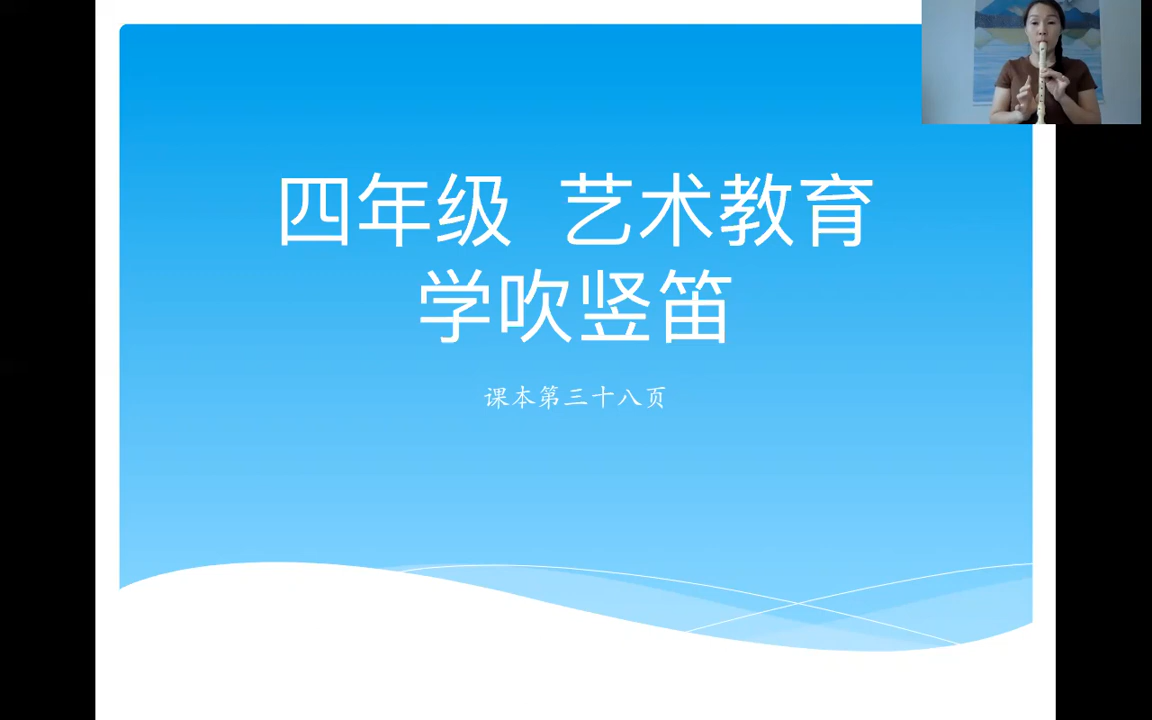 四年级 艺术教育
学吹竖笛
课本第三十八页